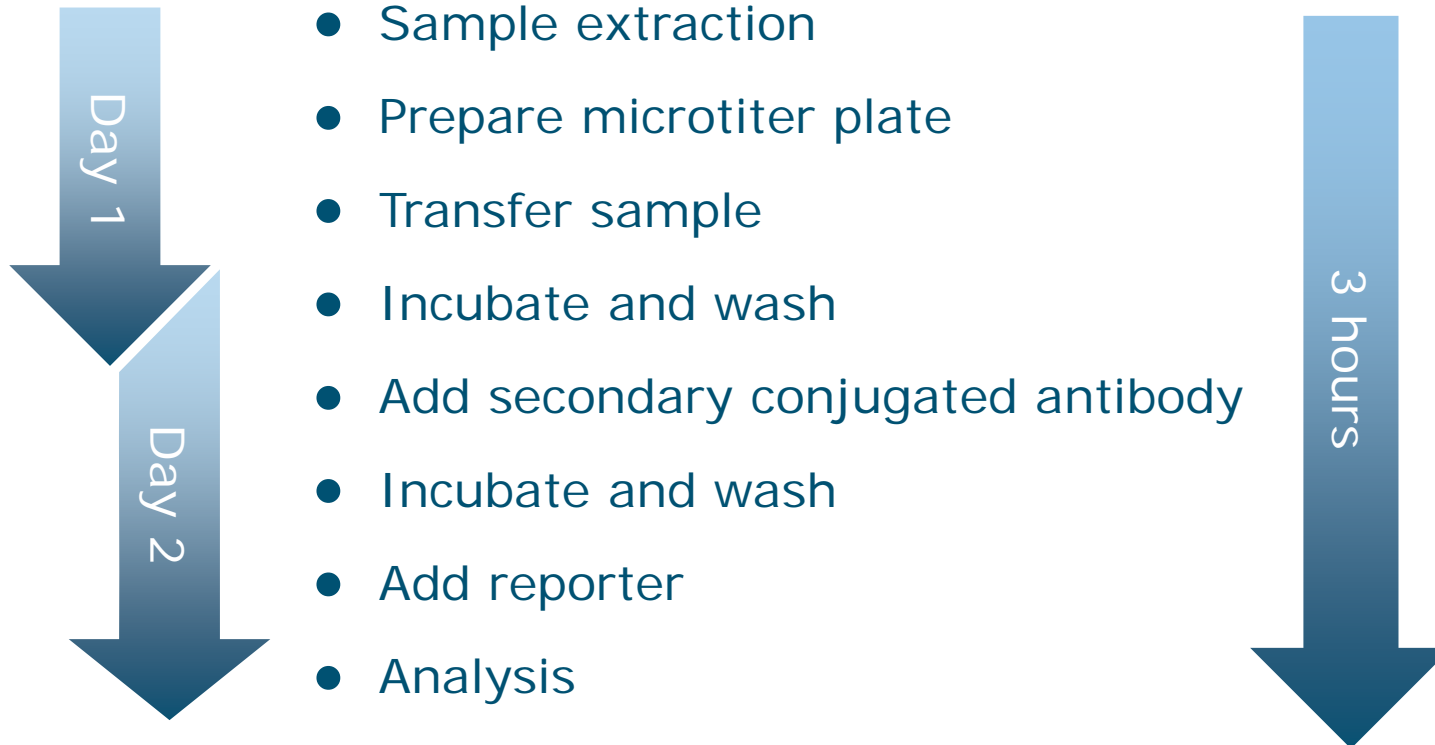 Day 1
Day 2
● Sample extraction
● Prepare microtiter plate
● Transfer sample
● Incubate and wash
● Add secondary conjugated antibody
● Incubate and wash
● Add reporter
● Analysis
3 hours